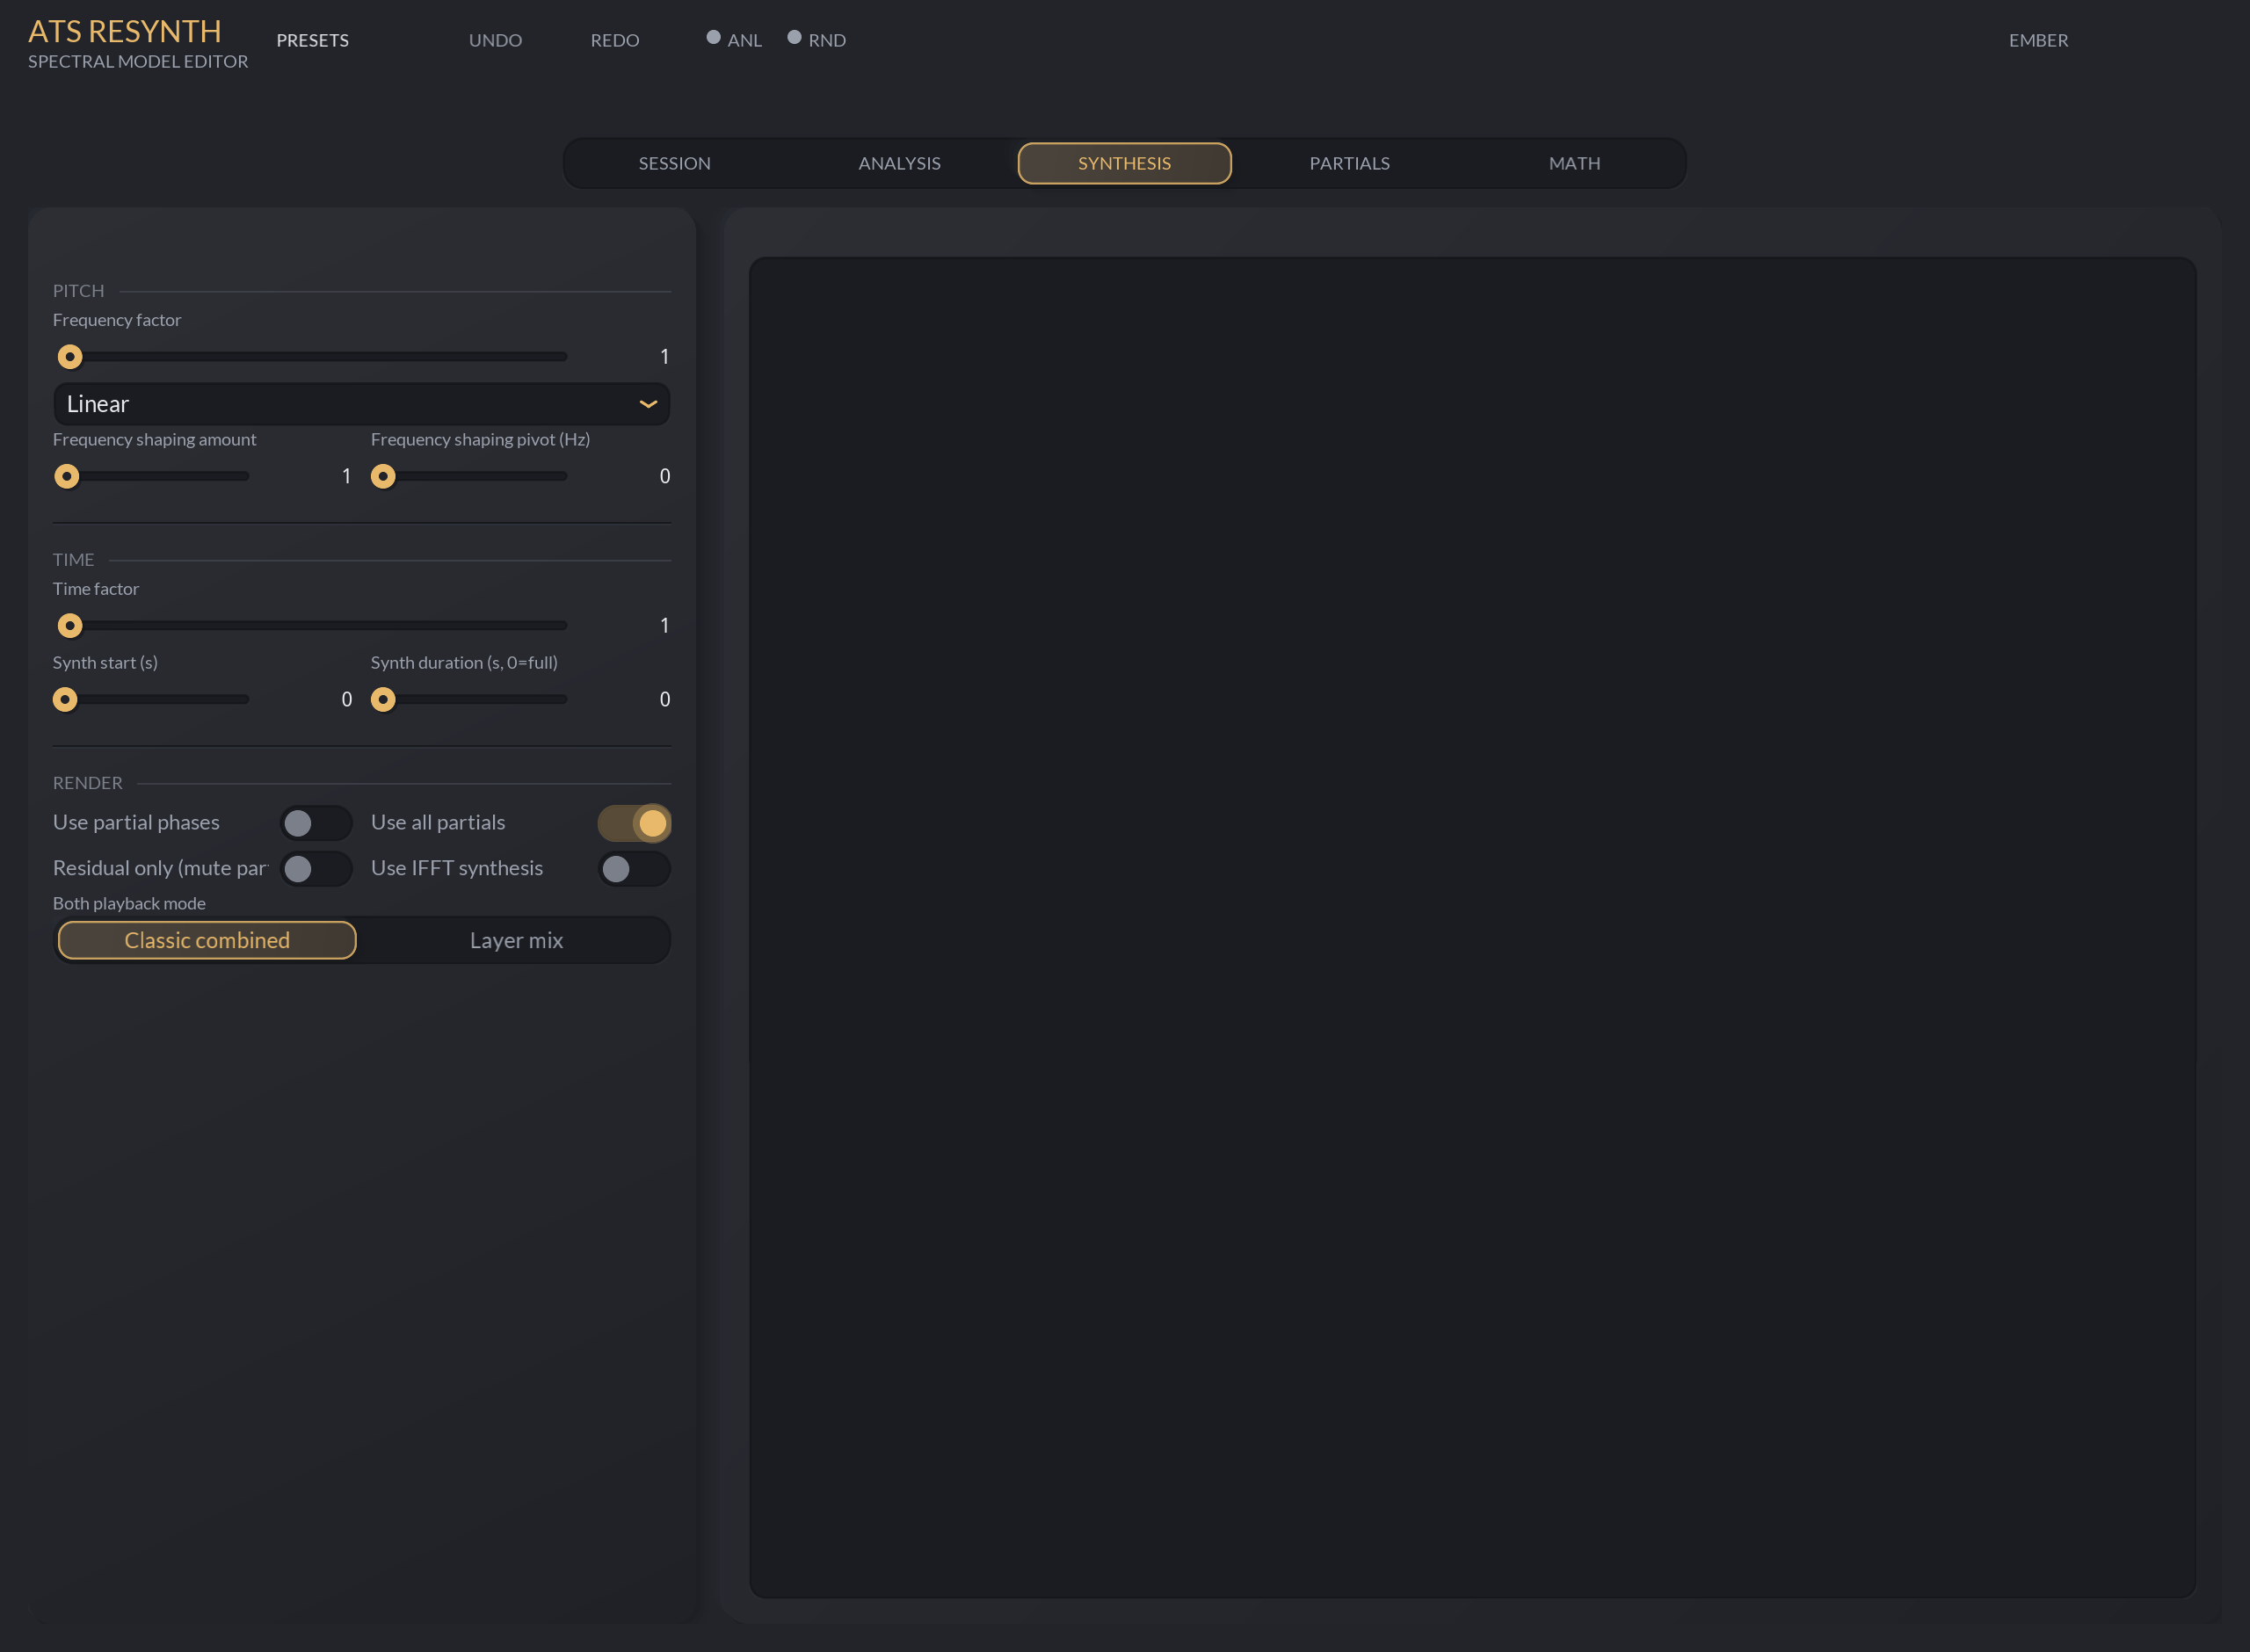 ATS RESYNTH
SPECTRAL MODEL EDITOR
PRESETS
UNDO
REDO
ANL
RND
EMBER
SESSION
ANALYSIS
SYNTHESIS
PARTIALS
MATH
PITCH
Frequency factor
1
Linear
Frequency shaping amount
Frequency shaping pivot (Hz)
1
0
TIME
Time factor
1
Synth start (s)
Synth duration (s, 0=full)
0
0
RENDER
Use partial phases
Use all partials
Residual only (mute par
Use IFFT synthesis
Both playback mode
Classic combined
Layer mix